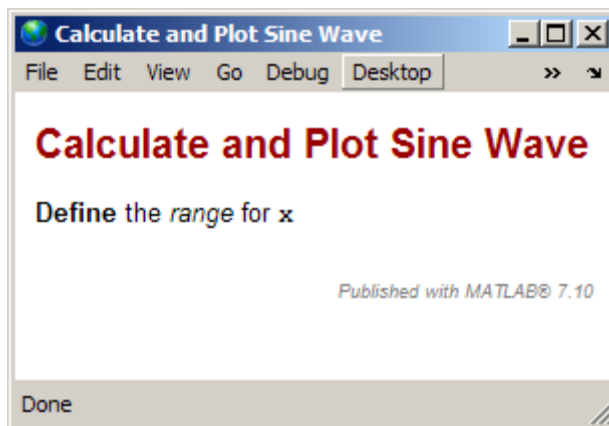 Calculate and Plot Sine Wave
File Edit View Go Debug Desktop »
Calculate and Plot Sine Wave
Define the range for x
Published with MATLAB® 7.10
Done